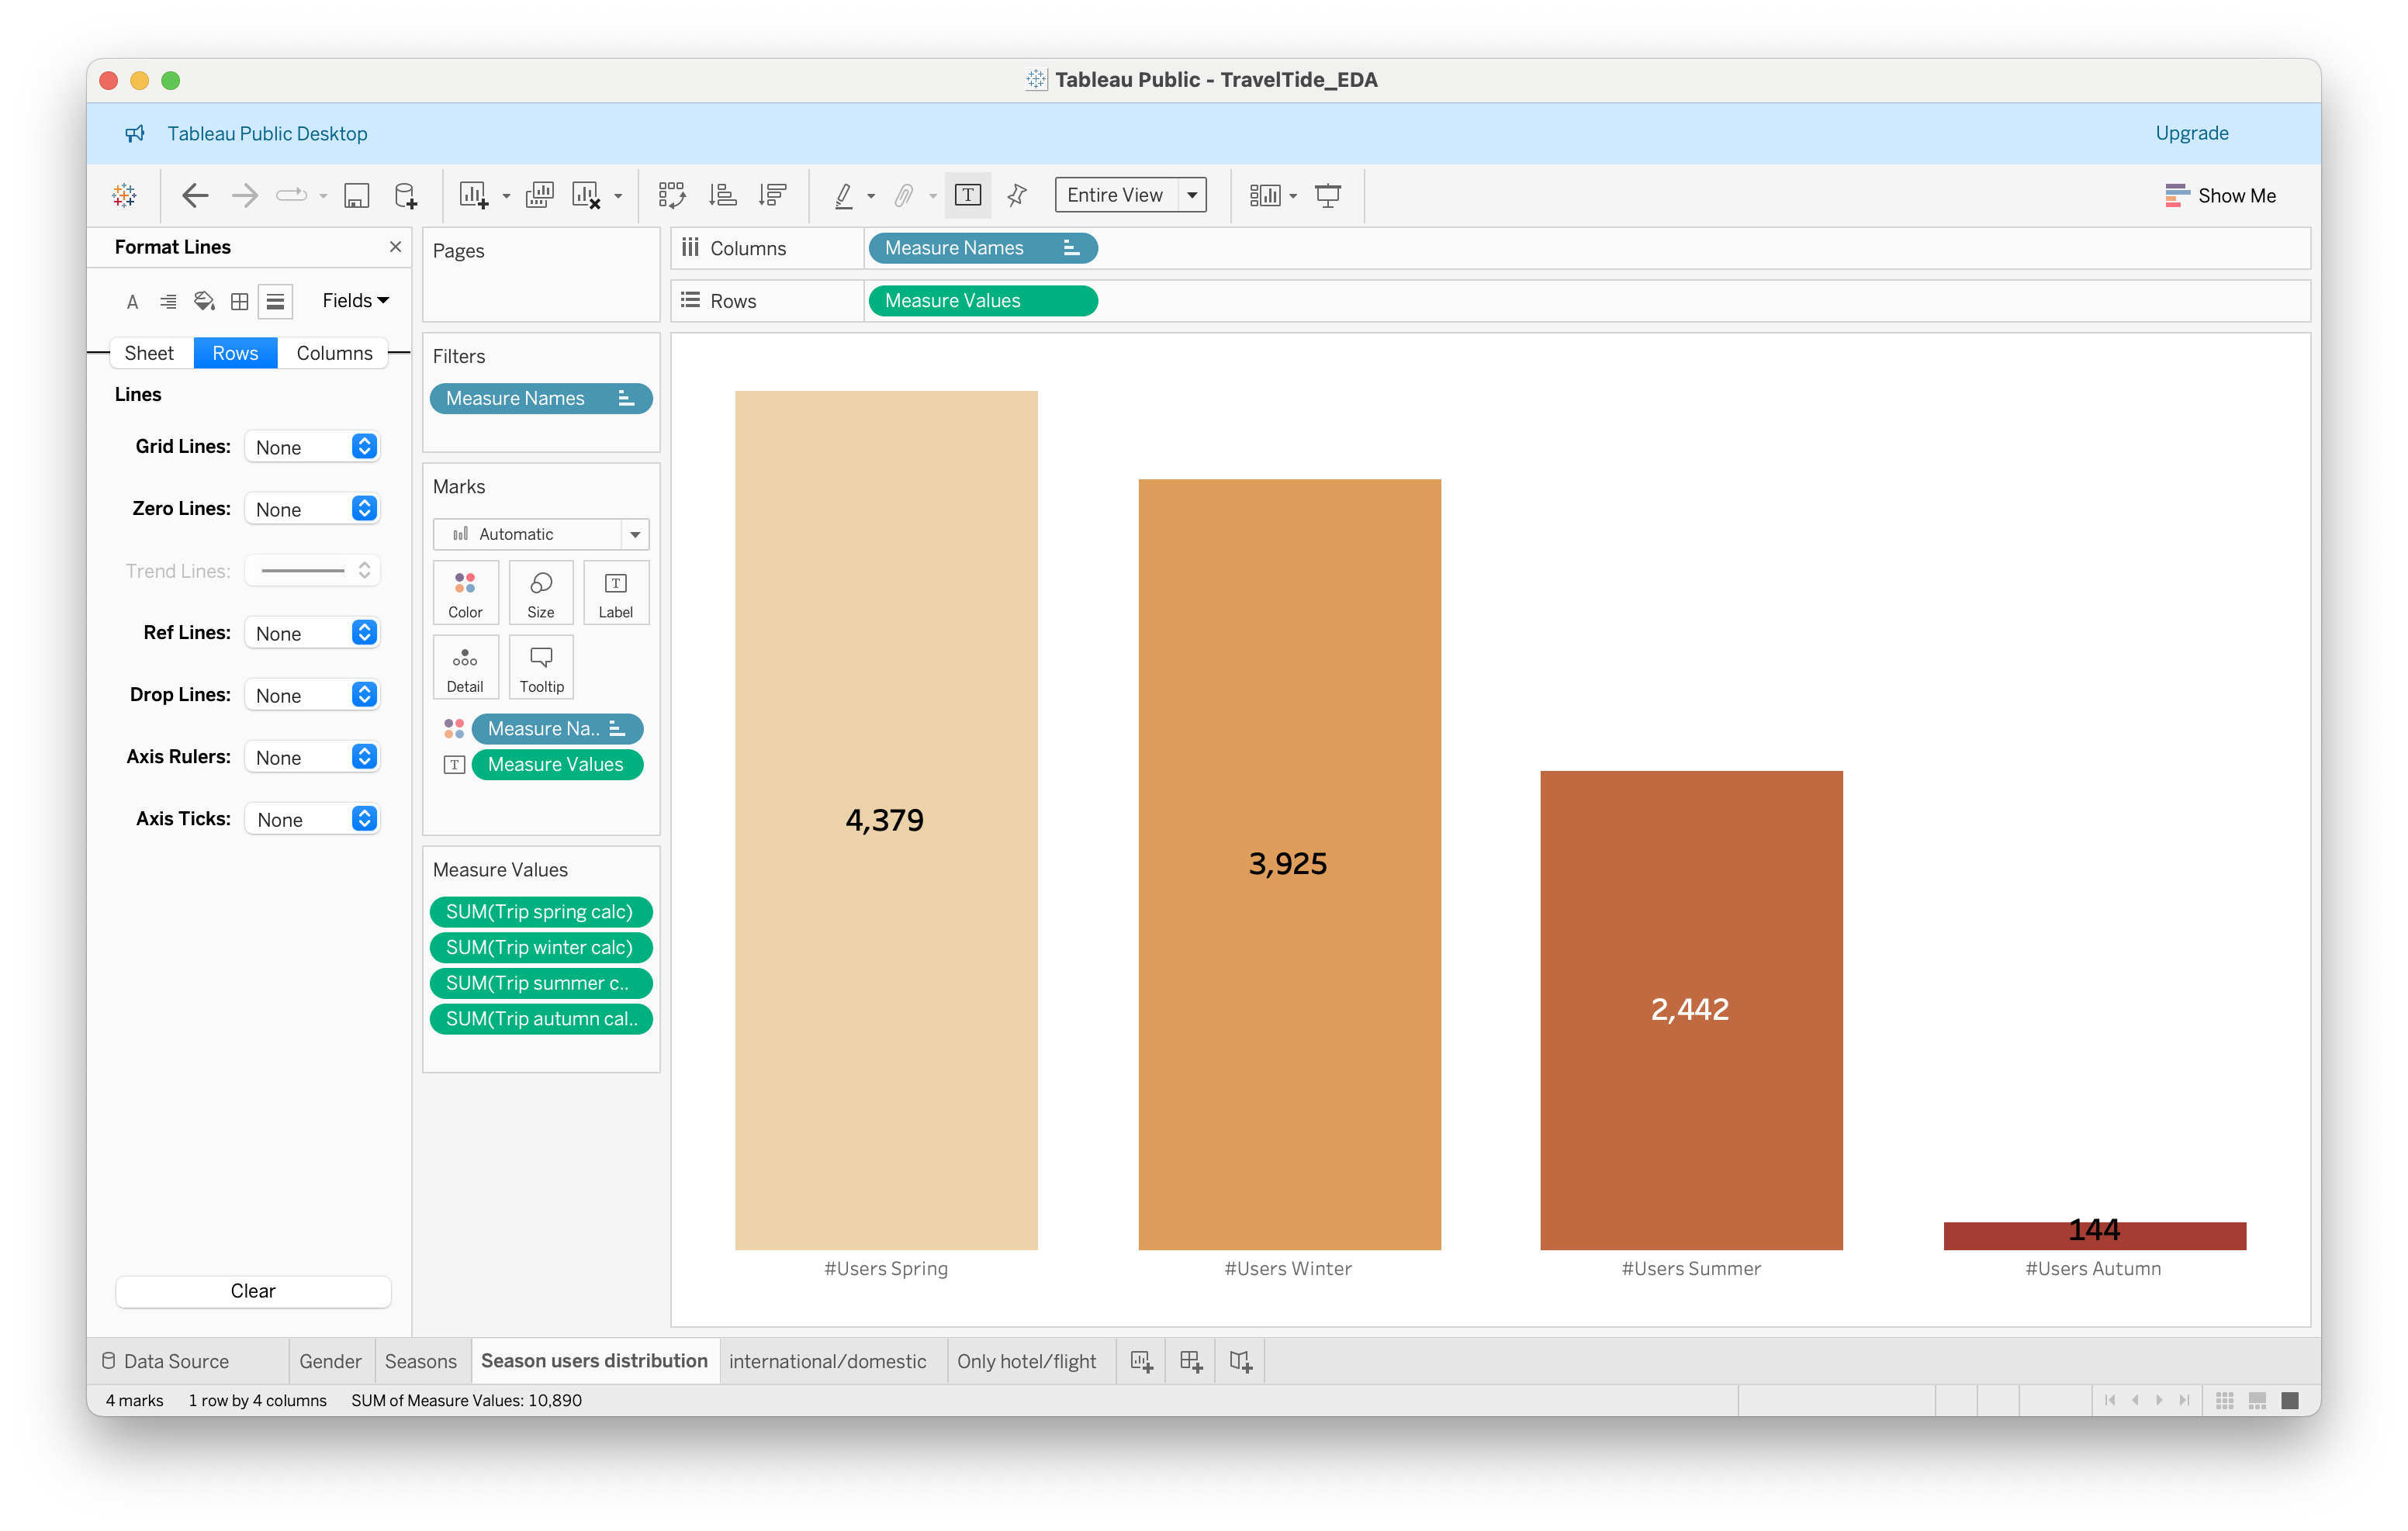 Tableau Public - TravelTide_EDA
Tableau Public Desktop
Upgrade
Entire View
Show Me
Format Lines
Fields
Sheet
Rows
Columns
Lines
Grid Lines:
None
Zero Lines:
None
Trend Lines:
Ref Lines:
None
Drop Lines:
None
Axis Rulers:
None
Axis Ticks:
None
Clear
Pages
Filters
Measure Names
Marks
Automatic
Color
Size
Label
Detail
Tooltip
Measure Na..
Measure Values
Measure Values
SUM(Trip spring calc)
SUM(Trip winter calc)
SUM(Trip summer c..
SUM(Trip autumn cal..
Columns
Measure Names
Rows
Measure Values
4,379
3,925
2,442
144
#Users Spring
#Users Winter
#Users Summer
#Users Autumn
Data Source
Gender
Seasons
Season users distribution
international/domestic
Only hotel/flight
4 marks
1 row by 4 columns
SUM of Measure Values: 10,890